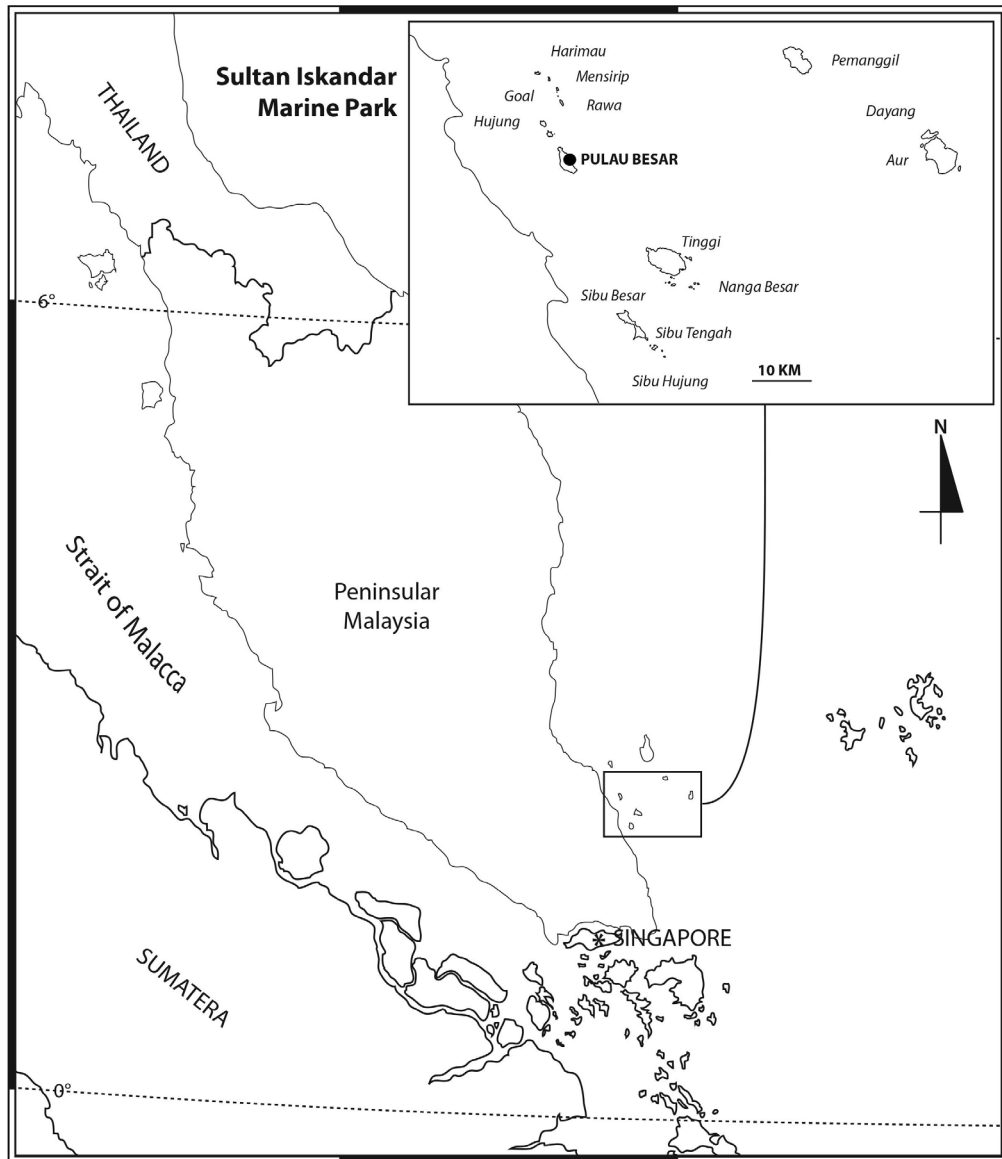 Sultan Iskandar
Marine Park
THAILAND
Harimau
Mensirip
Goal
Rawa
Hujung
PULAU BESAR
Pemanggil
Dayang
Aur
Tinggi
Nanga Besar
Sibu Besar
Sibu Tengah
Sibu Hujung
10 KM
6°
N
Strait of Malacca
Peninsular
Malaysia
SINGAPORE
SUMATERA
0°